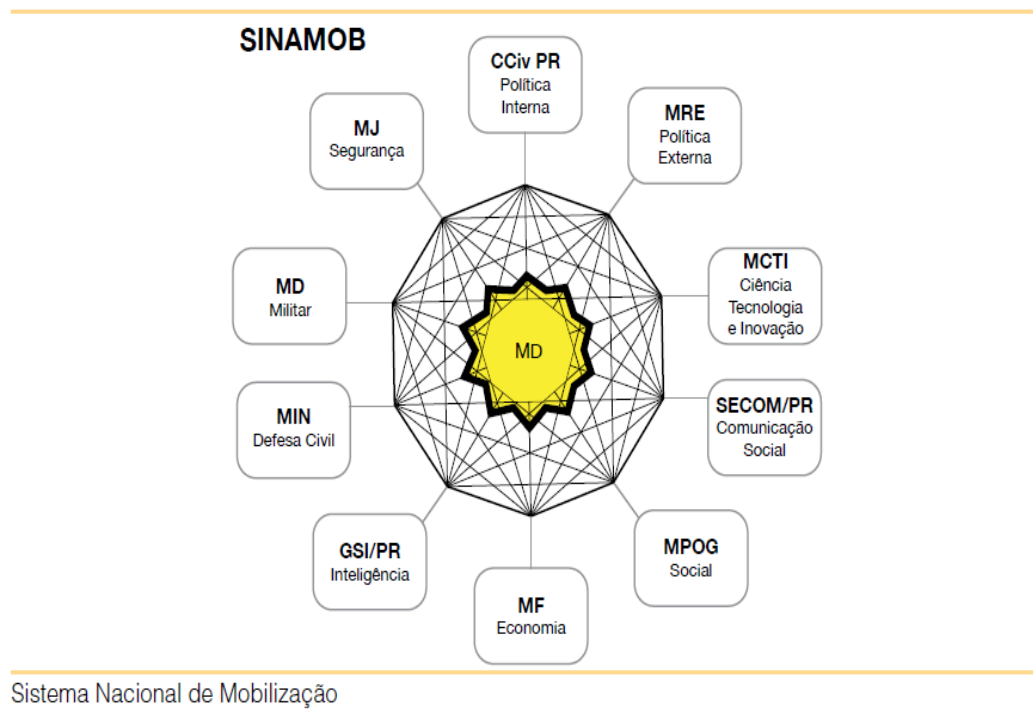 SINAMOB
CCiv PR
Política
Interna
MRE
Política
Externa
MJ
Segurança
MCTI
Ciência
Tecnologia
e Inovação
MD
Militar
MD
SECOM/PR
Comunicação
Social
MIN
Defesa Civil
MPOG
Social
GSI/PR
Inteligência
MF
Economia
Sistema Nacional de Mobilização